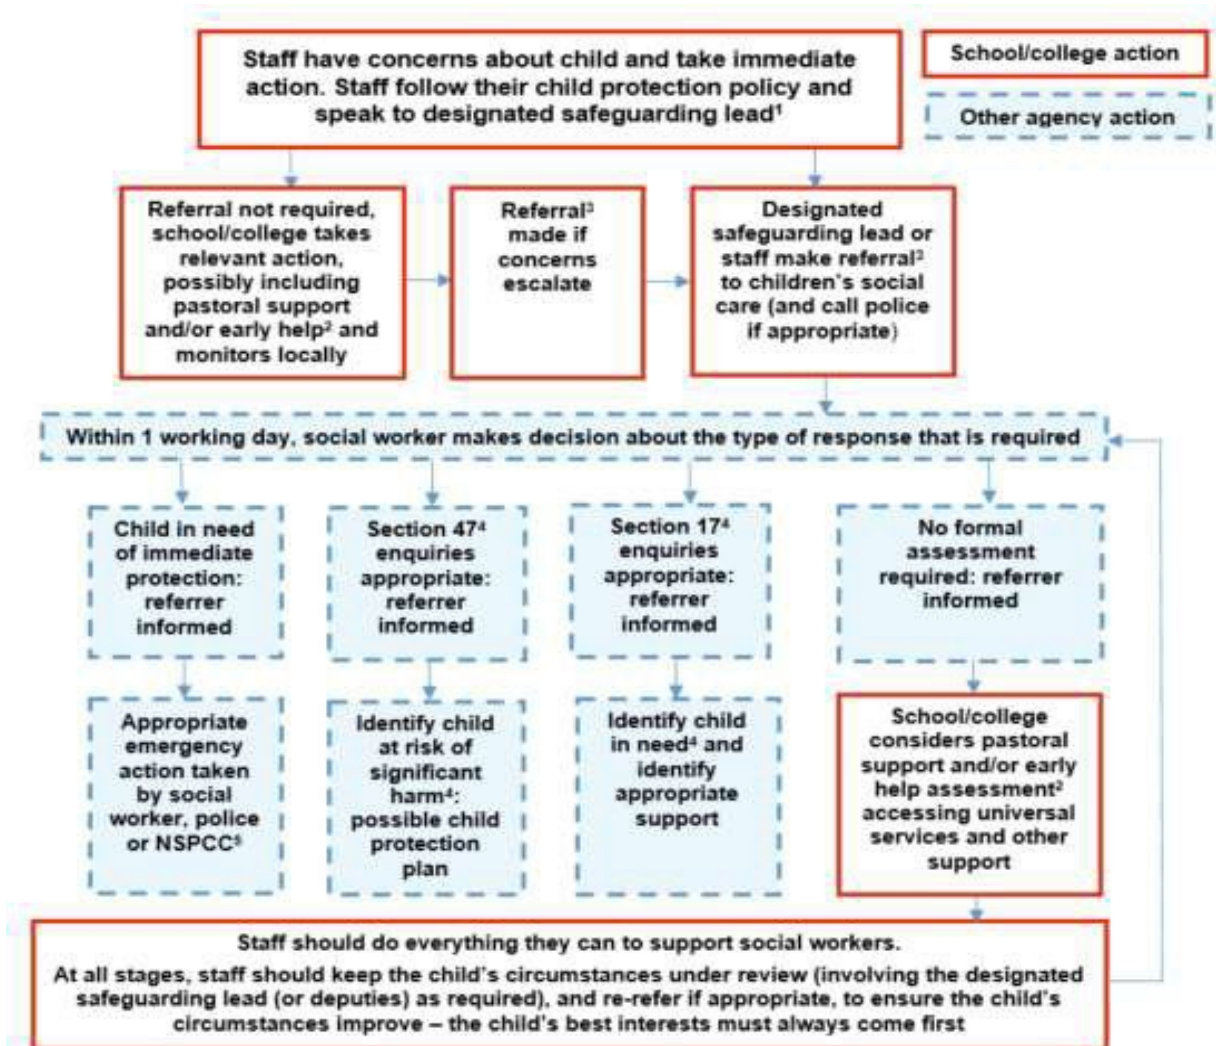 Staff have concerns about child and take immediate
action. Staff follow their child protection policy and
speak to designated safeguarding lead¹
School/college action
Other agency action
Referral not required,
school/college takes
relevant action,
possibly including
pastoral support
and/or early help² and
monitors locally
Referral³
made if
concerns
escalate
Designated
safeguarding lead or
staff make referral³
to children's social
care (and call police
if appropriate)
Within 1 working day, social worker makes decision about the type of response that is required
Child in need
of immediate
protection:
referrer
informed
Section 47⁴
enquiries
appropriate:
referrer
informed
Section 17⁴
enquiries
appropriate:
referrer
informed
No formal
assessment
required: referrer
informed
Appropriate
emergency
action taken
by social
worker, police
or NSPCC⁵
Identify child
at risk of
significant
harm⁴:
possible child
protection
plan
Identify child
in need⁴ and
identify
appropriate
support
School/college
considers pastoral
support and/or early
help assessment²
accessing universal
services and other
support
Staff should do everything they can to support social workers.
At all stages, staff should keep the child's circumstances under review (involving the designated
safeguarding lead (or deputies) as required), and re-refer if appropriate, to ensure the child's
circumstances improve – the child's best interests must always come first